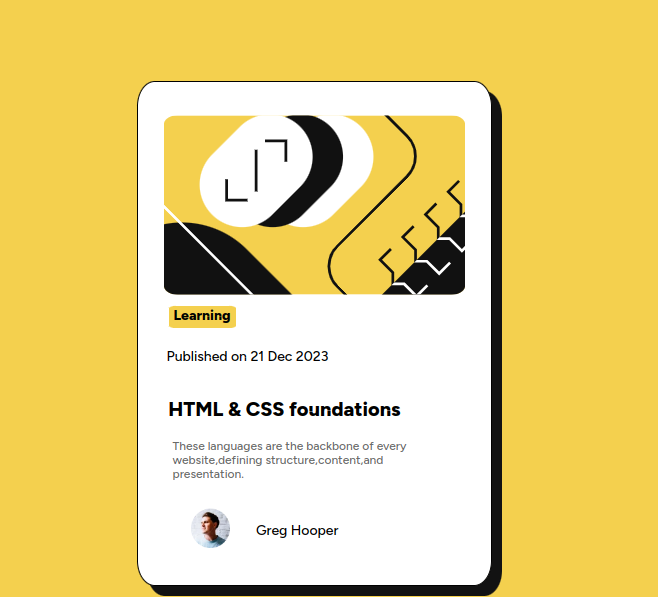 Learning
Published on 21 Dec 2023
HTML & CSS foundations
These languages are the backbone of every
website,defining structure,content,and
presentation.
Greg Hooper